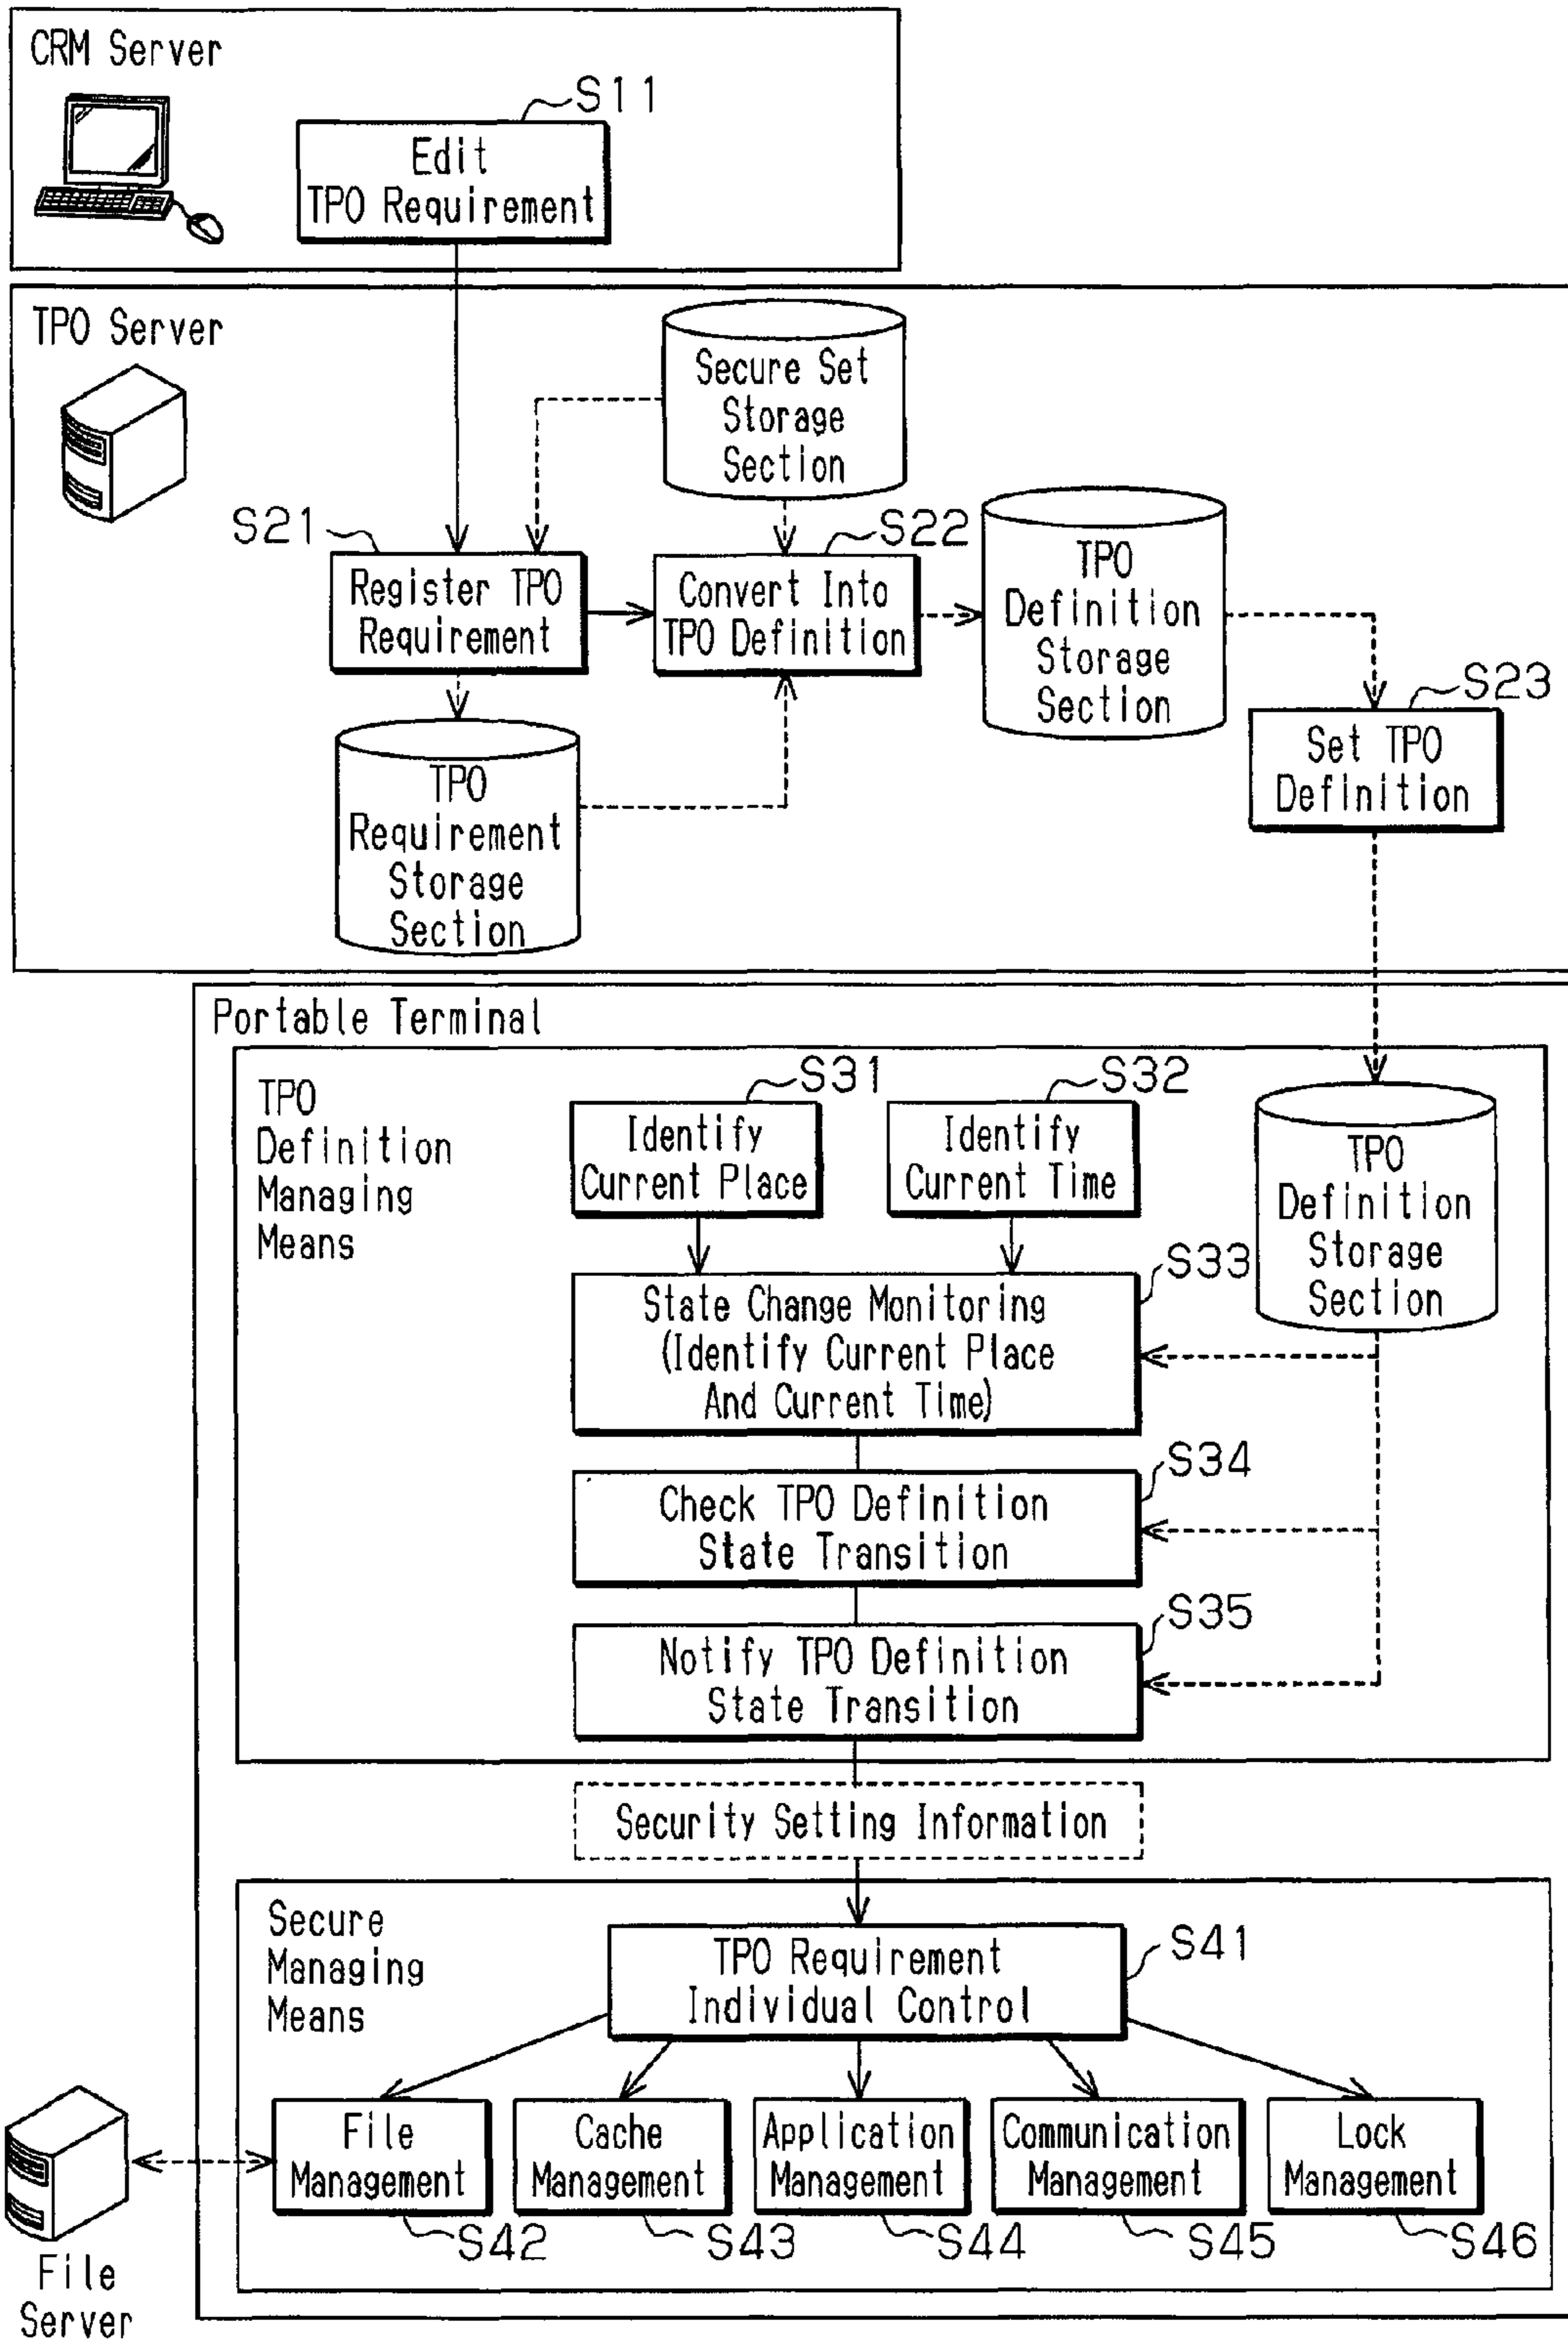 CRM Server
S11
Edit
TPO Requirement
TPO Server
Secure Set
Storage
Section
S21
Register TPO
Requirement
S22
Convert Into
TPO Definition
TPO
Definition
Storage
Section
S23
Set TPO
Definition
TPO
Requirement
Storage
Section
Portable Terminal
TPO
Definition
Managing
Means
S31
Identify
Current Place
S32
Identify
Current Time
TPO
Definition
Storage
Section
S33
State Change Monitoring
(Identify Current Place
And Current Time)
S34
Check TPO Definition
State Transition
S35
Notify TPO Definition
State Transition
Security Setting Information
Secure
Managing
Means
TPO Requirement
Individual Control
S41
File
Management
S42
Cache
Management
S43
Application
Management
S44
Communication
Management
S45
Lock
Management
S46
File
Server